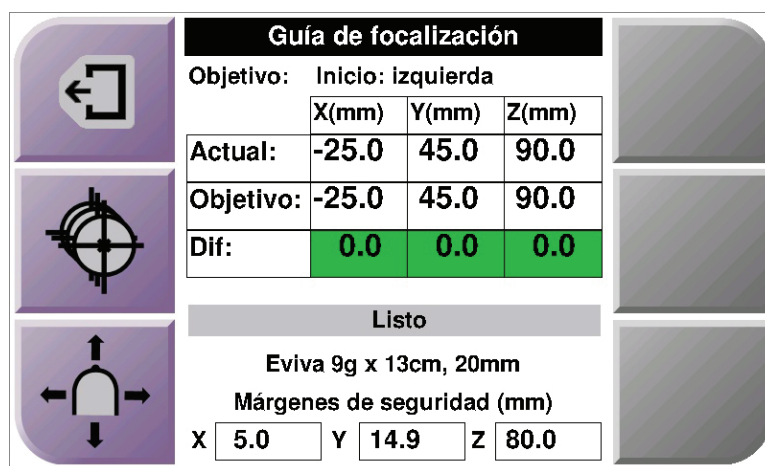 Guía de focalización
Objetivo: Inicio: izquierda
X(mm) Y(mm) Z(mm)
Actual: -25.0 45.0 90.0
Objetivo: -25.0 45.0 90.0
Dif: 0.0 0.0 0.0
Listo
Eviva 9g x 13cm, 20mm
Márgenes de seguridad (mm)
X 5.0 Y 14.9 Z 80.0